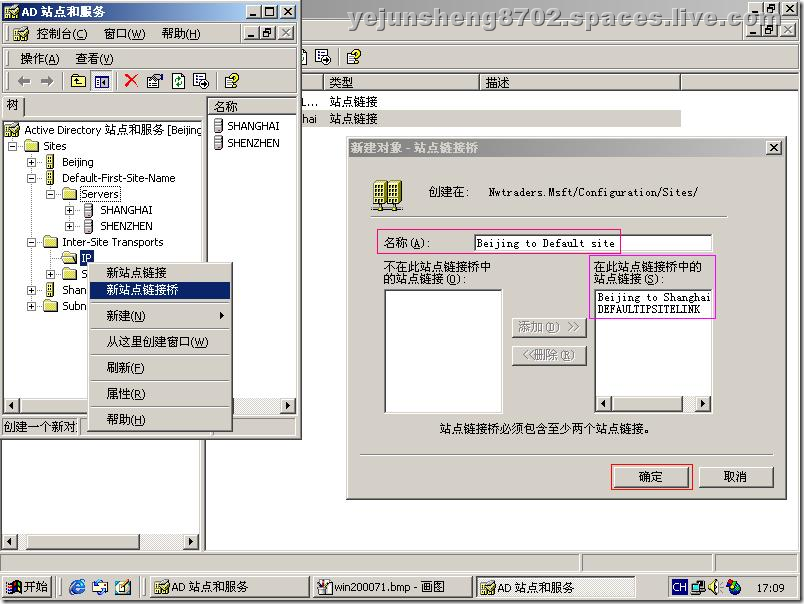 AD 站点和服务
yejunsheng8702.spaces.live.com
控制台(C) 窗口(W) 帮助(H)
操作(A) 查看(V)
树
名称
类型
描述
SHANGHAI
SHENZHEN
L... 站点链接
hai 站点链接
Active Directory 站点和服务 [Beijing
Sites
Beijing
Default-First-Site-Name
Servers
SHANGHAI
SHENZHEN
Inter-Site Transports
IP
S
Shan
Subn
新站点链接
新站点链接桥
新建(N)
从这里创建窗口(W)
刷新(F)
属性(R)
帮助(H)
创建一个新对
新建对象 - 站点链接桥
创建在: Nwtraders.Msft/Configuration/Sites/
名称(A): Beijing to Default site
不在此站点链接桥中
的站点链接(O):
在此站点链接桥中的
站点链接(S):
Beijing to Shanghai
DEFAULTIPSITELINK
添加(D) >>
<<删除(R)
站点链接桥必须包含至少两个站点链接。
确定
取消
开始
AD 站点和服务
win200071.bmp - 画图
AD 站点和服务
CH
17:09